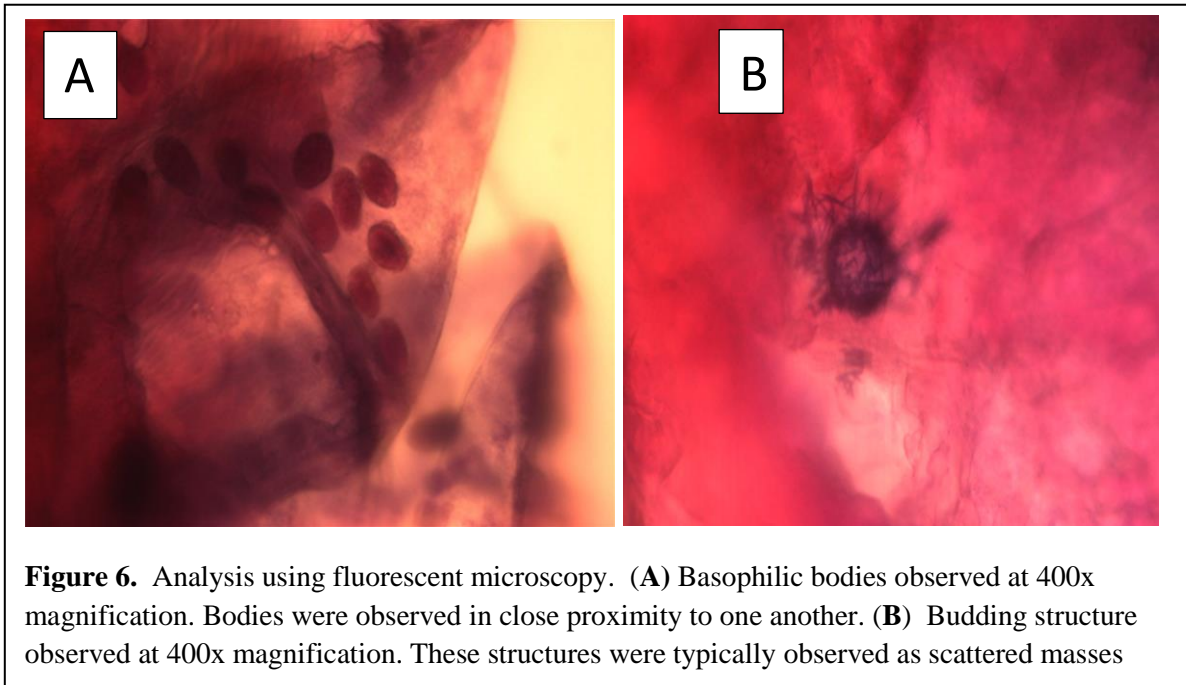 A
B
Figure 6. Analysis using fluorescent microscopy. (A) Basophilic bodies observed at 400x
magnification. Bodies were observed in close proximity to one another. (B) Budding structure
observed at 400x magnification. These structures were typically observed as scattered masses